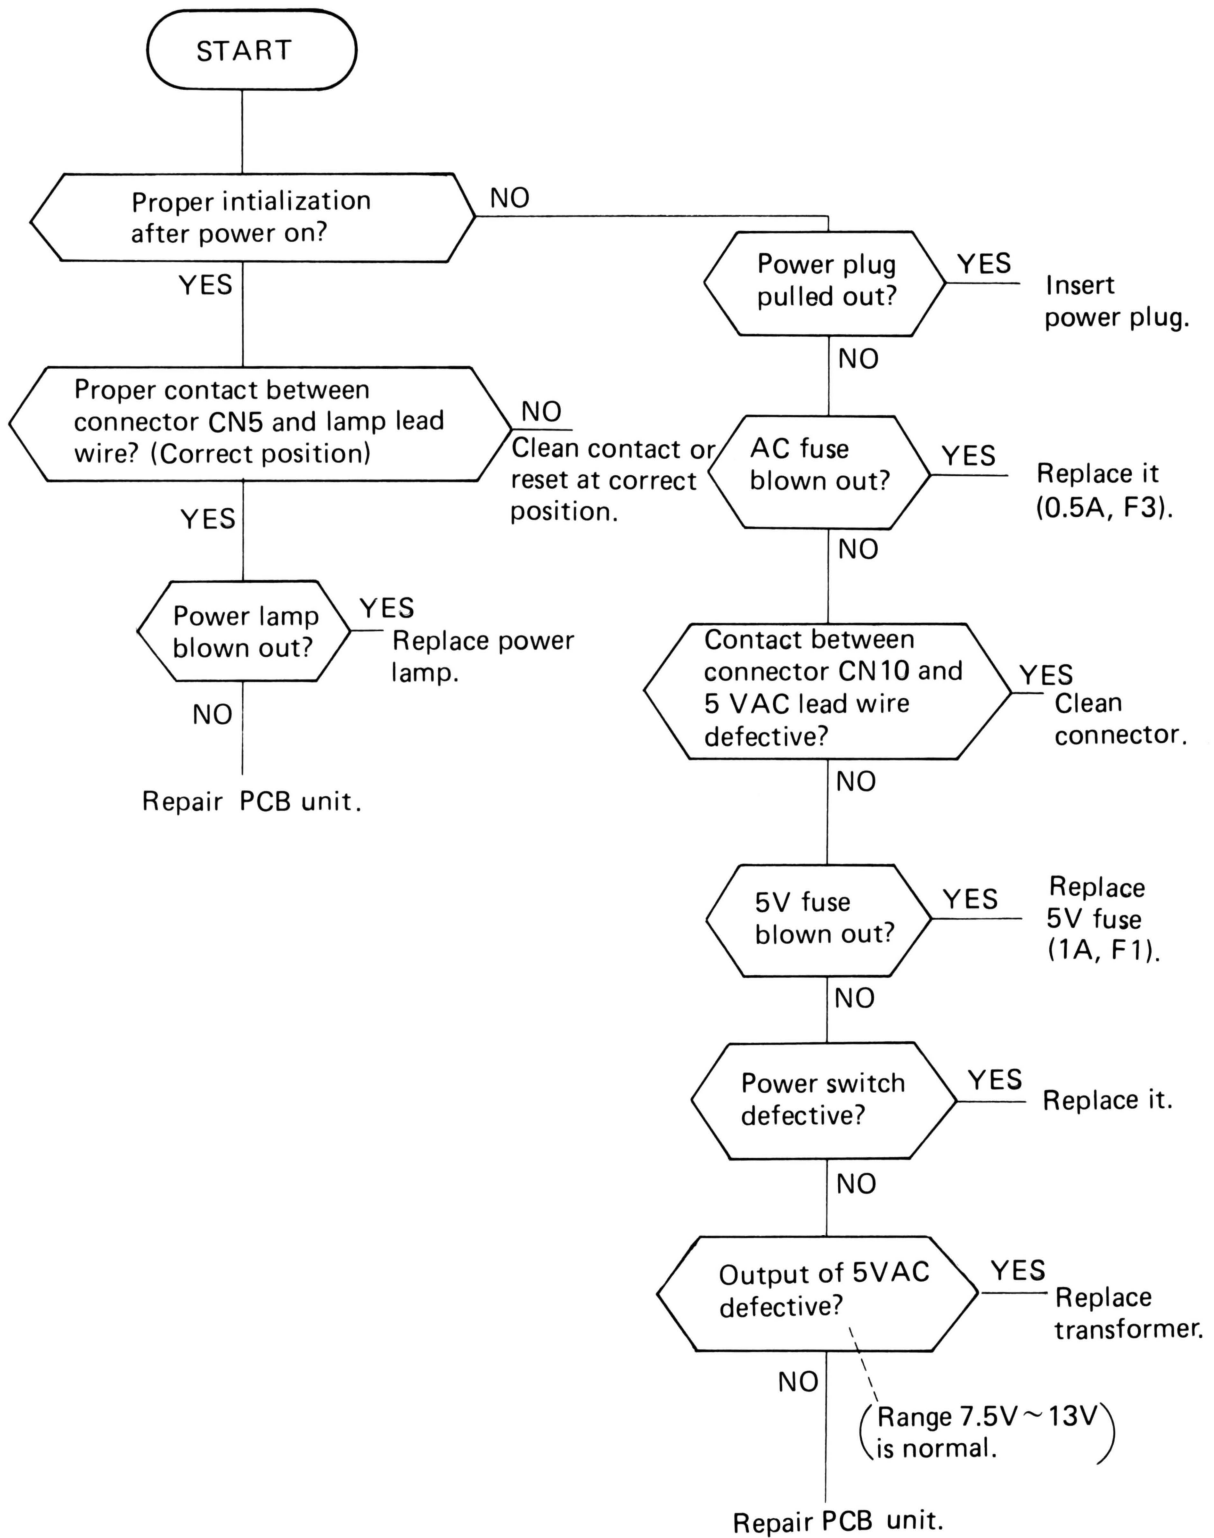 START
Proper intialization
after power on?
NO
YES
Power plug
pulled out?
YES
Insert
power plug.
NO
Proper contact between
connector CN5 and lamp lead
wire? (Correct position)
NO
Clean contact or
reset at correct
position.
YES
AC fuse
blown out?
YES
Replace it
(0.5A, F3).
NO
Power lamp
blown out?
YES
Replace power
lamp.
NO
Repair PCB unit.
Contact between
connector CN10 and
5 VAC lead wire
defective?
YES
Clean
connector.
NO
5V fuse
blown out?
YES
Replace
5V fuse
(1A, F1).
NO
Power switch
defective?
YES
Replace it.
NO
Output of 5VAC
defective?
YES
Replace
transformer.
NO
(Range 7.5V ~ 13V
is normal.)
Repair PCB unit.